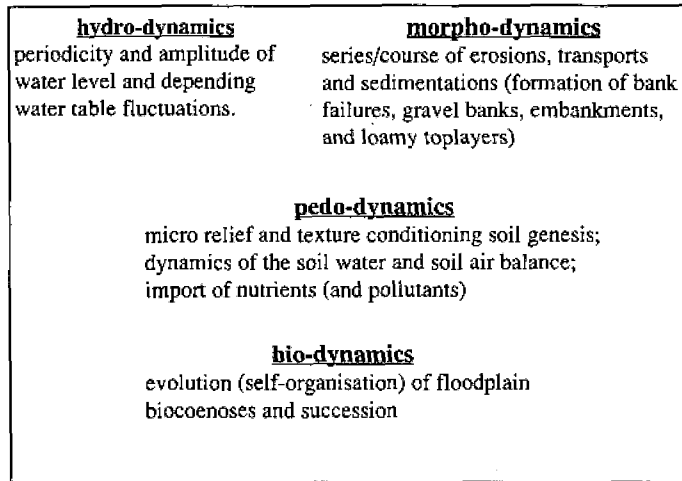 hydro-dynamics
periodicity and amplitude of
water level and depending
water table fluctuations.
morpho-dynamics
series/course of erosions, transports
and sedimentations (formation of bank
failures, gravel banks, embankments,
and loamy toplayers)
pedo-dynamics
micro relief and texture conditioning soil genesis;
dynamics of the soil water and soil air balance;
import of nutrients (and pollutants)
bio-dynamics
evolution (self-organisation) of floodplain
biocoenoses and succession